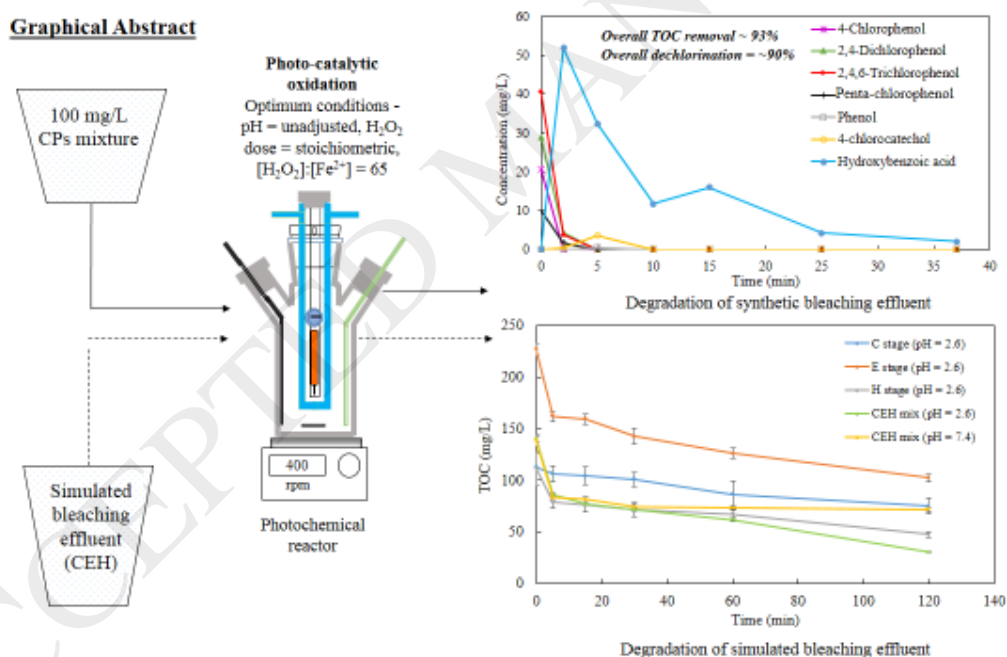 Graphical Abstract
100 mg/L
CPs mixture
Photo-catalytic
oxidation
Optimum conditions -
pH = unadjusted, H₂O₂
dose = stoichiometric,
[H₂O₂]:[Fe²⁺] = 65
400
rpm
Photochemical
reactor
Simulated
bleaching
effluent
(CEH)
Overall TOC removal ~ 93%
Overall dechlorination = ~90%
4-Chlorophenol
2,4-Dichlorophenol
2,4,6-Trichlorophenol
Penta-chlorophenol
Phenol
4-chlorocatechol
Hydroxybenzoic acid
Concentration (mg/L)
60
50
40
30
20
10
0
0 5 10 15 20 25 30 35 40
Time (min)
Degradation of synthetic bleaching effluent
C stage (pH = 2.6)
E stage (pH = 2.6)
H stage (pH = 2.6)
CEH mix (pH = 2.6)
CEH mix (pH = 7.4)
TOC (mg/L)
250
200
150
100
50
0
0 20 40 60 80 100 120 140
Time (min)
Degradation of simulated bleaching effluent
CEPTED MAN